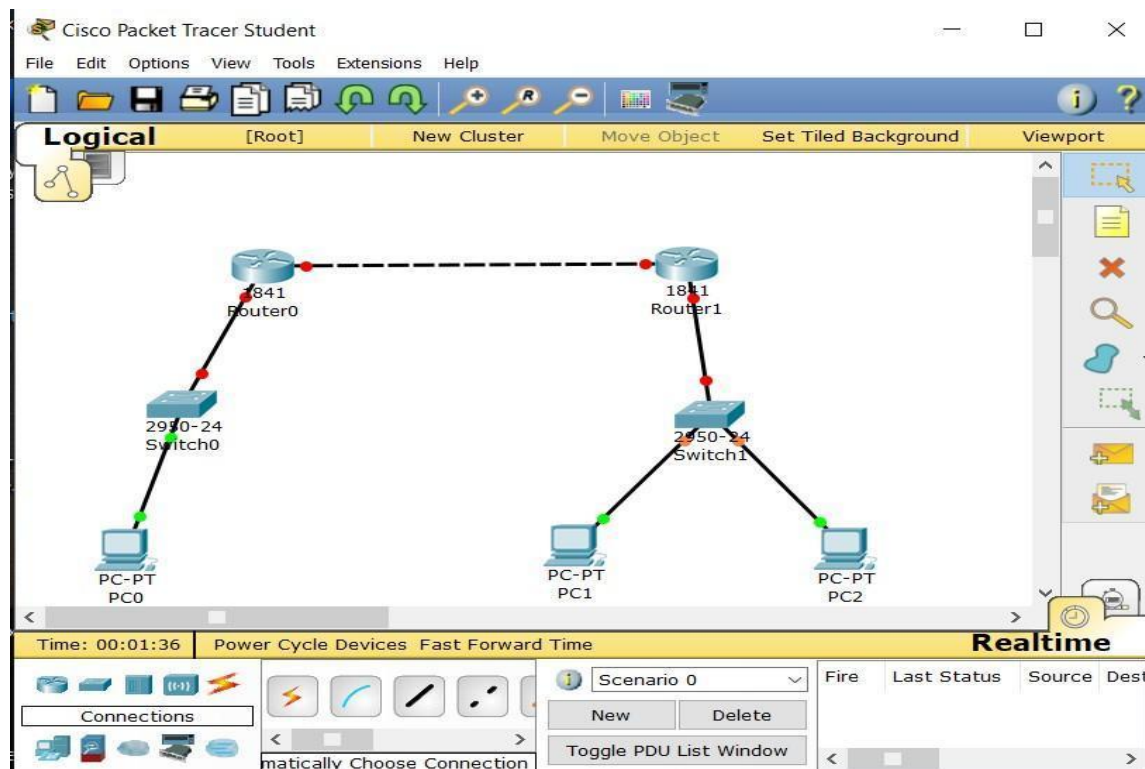 Cisco Packet Tracer Student
File Edit Options View Tools Extensions Help
Logical [Root] New Cluster Move Object Set Tiled Background Viewport
1841
Router0
1841
Router1
2950-24
Switch0
2950-24
Switch1
PC-PT
PC0
PC-PT
PC1
PC-PT
PC2
Time: 00:01:36 Power Cycle Devices Fast Forward Time Realtime
Connections
matically Choose Connection
Scenario 0
New Delete
Toggle PDU List Window
Fire Last Status Source Dest